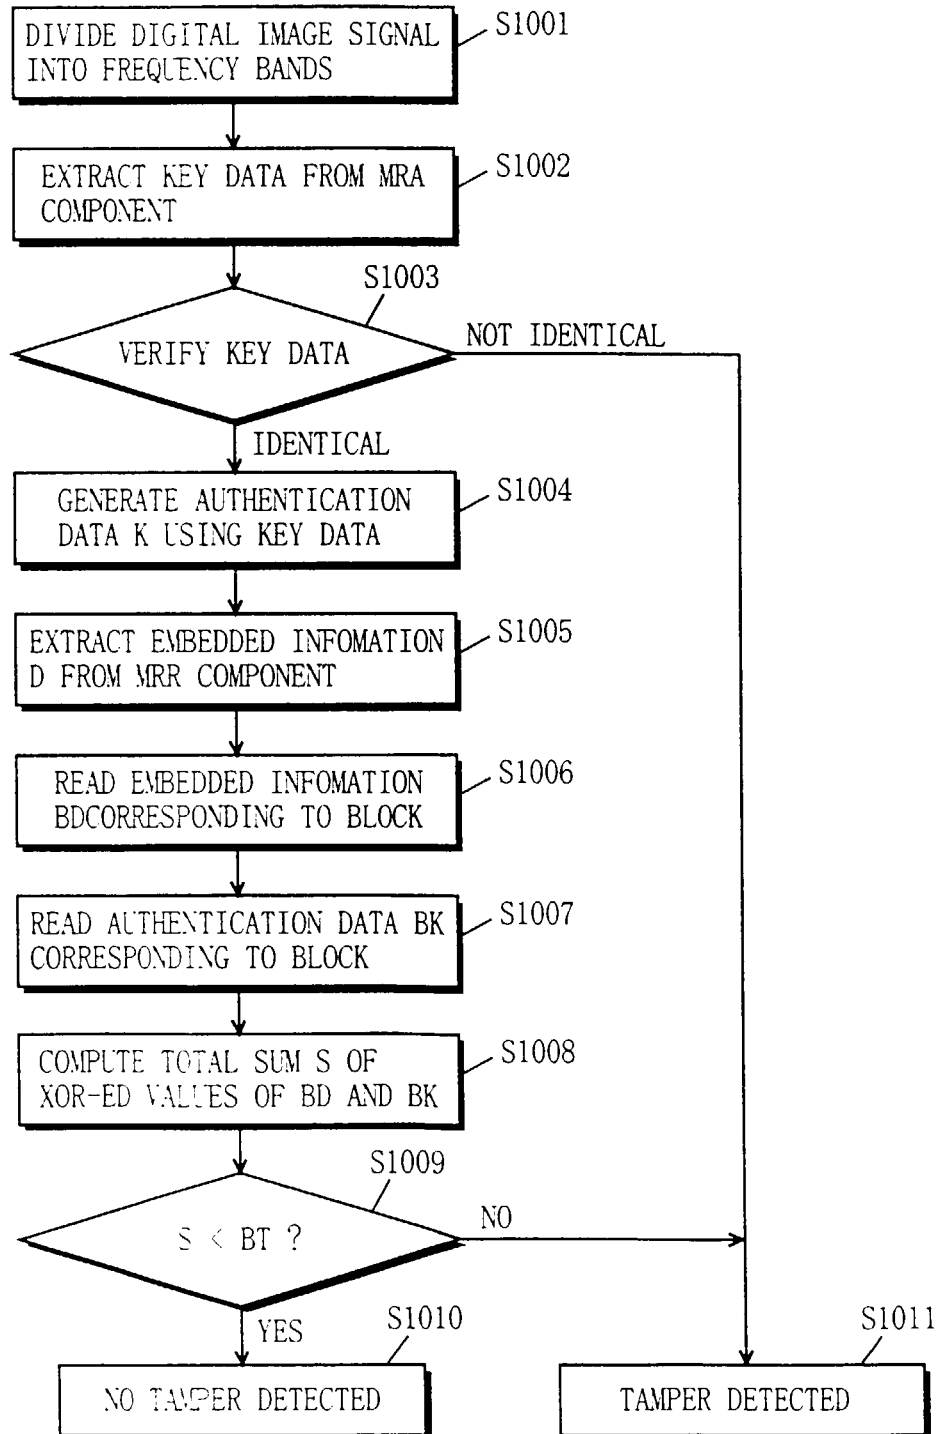 DIVIDE DIGITAL IMAGE SIGNAL
INTO FREQUENCY BANDS
S1001
EXTRACT KEY DATA FROM MRA
COMPONENT
S1002
S1003
VERIFY KEY DATA
NOT IDENTICAL
IDENTICAL
GENERATE AUTHENTICATION
DATA K USING KEY DATA
S1004
EXTRACT EMBEDDED INFOMATION
D FROM MRR COMPONENT
S1005
READ EMBEDDED INFOMATION
BDCORRESPONDING TO BLOCK
S1006
READ AUTHENTICATION DATA BK
CORRESPONDING TO BLOCK
S1007
COMPUTE TOTAL SUM S OF
XOR-ED VALUES OF BD AND BK
S1008
S1009
S < BT ?
NO
YES
S1010
NO TAMPER DETECTED
S1011
TAMPER DETECTED